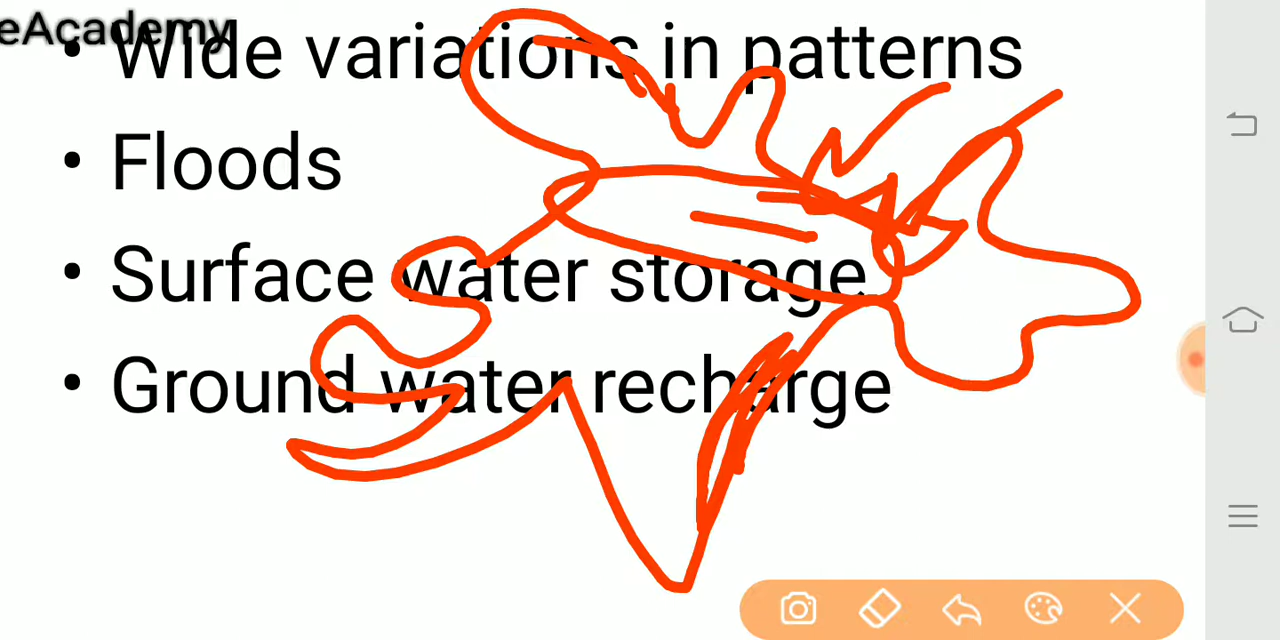 eAcademy
• Wide variations in patterns
• Floods
• Surface water storage
• Ground water recharge